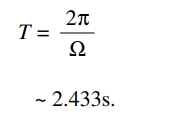 T = 2π / Ω
~ 2.433s.